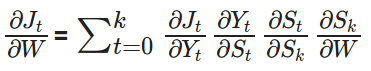 ∂J_t/∂W = ∑_{t=0}^{k} ∂J_t/∂Y_t ∂Y_t/∂S_t ∂S_t/∂S_k ∂S_k/∂W